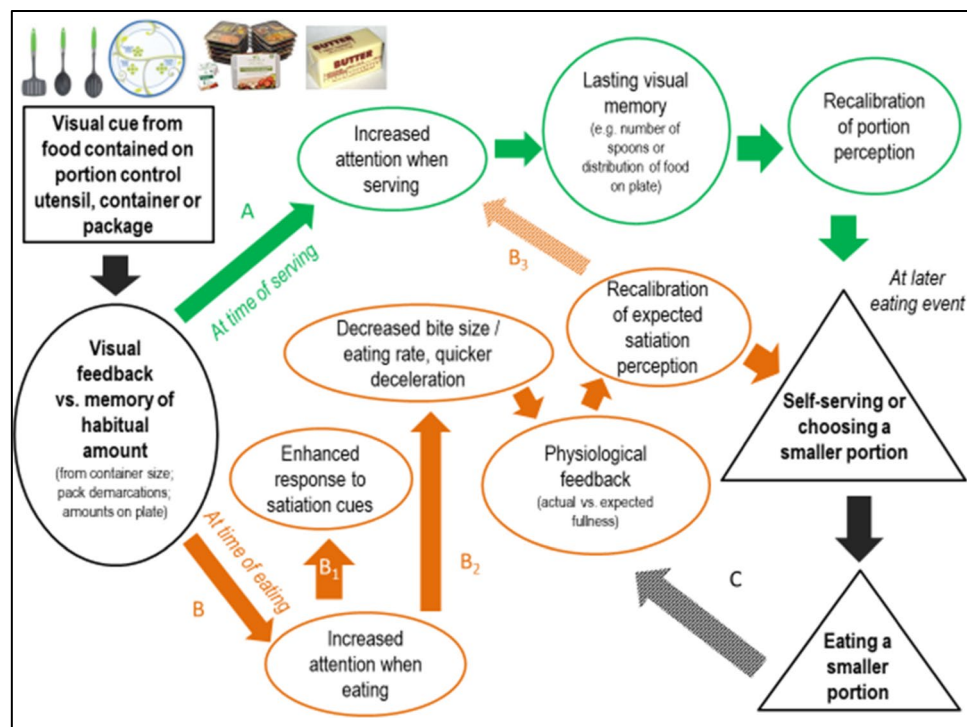 BUTTER
Visual cue from
food contained on
portion control
utensil, container or
package
A
At time of serving
Increased
attention when
serving
Lasting visual
memory
(e.g. number of
spoons or
distribution of food
on plate)
Recalibration
of portion
perception
At later
eating event
B₃
Visual
feedback
vs. memory of
habitual
amount
(from container size;
pack demarcations;
amounts on plate)
Decreased bite size /
eating rate, quicker
deceleration
Recalibration
of expected
satiation
perception
Self-serving or
choosing a
smaller portion
Enhanced
response to
satiation cues
Physiological
feedback
(actual vs. expected
fullness)
At time of eating
B
B₁
B₂
C
Increased
attention when
eating
Eating a
smaller
portion